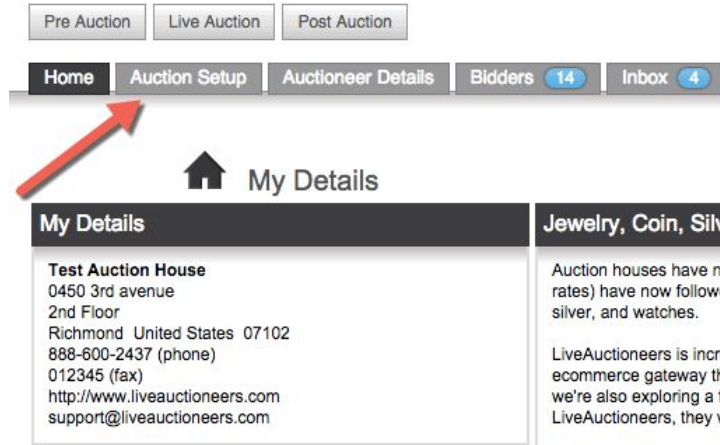 Pre Auction Live Auction Post Auction
Home Auction Setup Auctioneer Details Bidders 14 Inbox 4
My Details
My Details
Test Auction House
0450 3rd avenue
2nd Floor
Richmond United States 07102
888-600-2437 (phone)
012345 (fax)
http://www.liveauctioneers.com
support@liveauctioneers.com
Jewelry, Coin,
Auction houses have
rates) have now
silver, and watches.
LiveAuctioneers is
ecommerce gateway
we're also exploring a
LiveAuctioneers, they